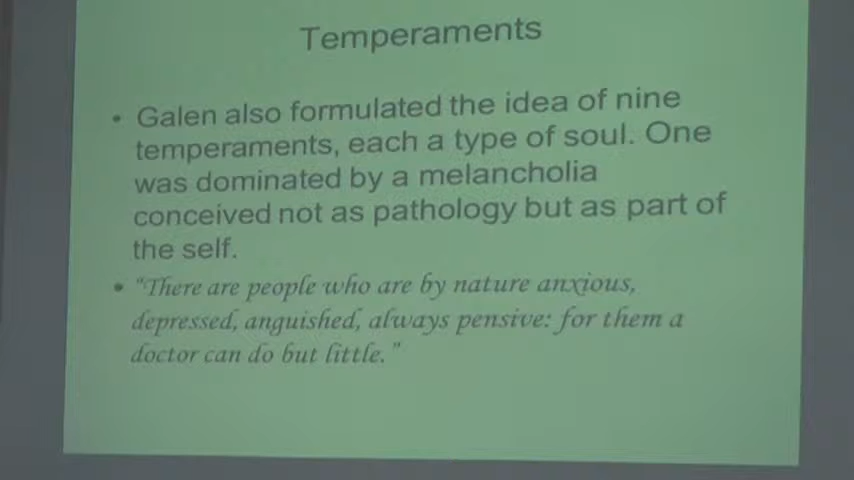 Temperaments
• Galen also formulated the idea of nine
temperaments, each a type of soul. One
was dominated by a melancholia
conceived not as pathology but as part of
the self.
• "There are people who are by nature anxious,
depressed, anguished, always pensive: for them a
doctor can do but little."